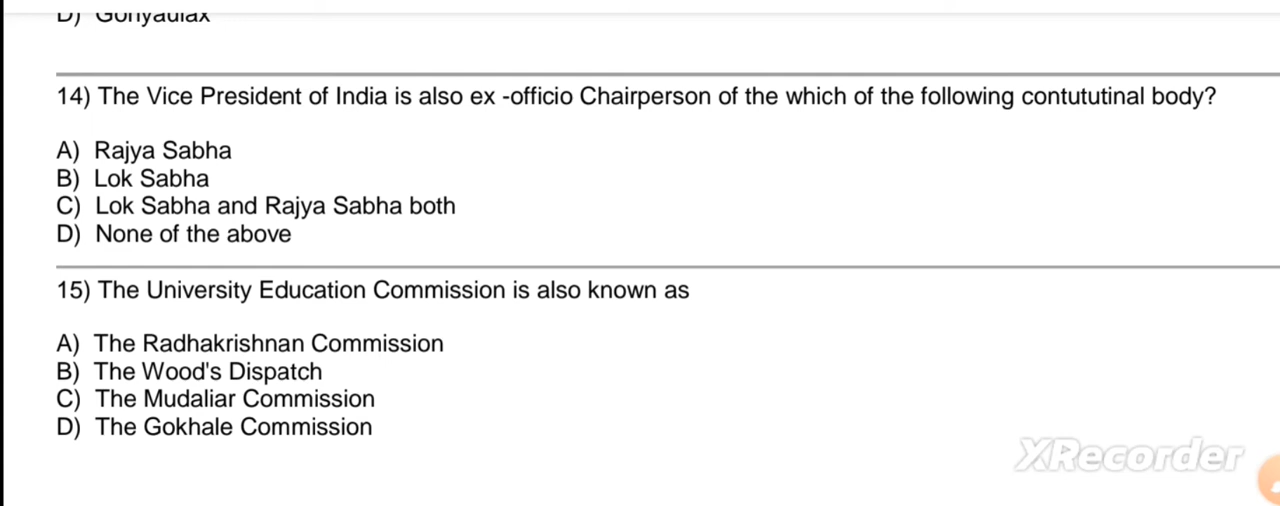 D) Gonyaulax
14) The Vice President of India is also ex -officio Chairperson of the which of the following contututinal body?
A) Rajya Sabha
B) Lok Sabha
C) Lok Sabha and Rajya Sabha both
D) None of the above
15) The University Education Commission is also known as
A) The Radhakrishnan Commission
B) The Wood's Dispatch
C) The Mudaliar Commission
D) The Gokhale Commission
XRecorder